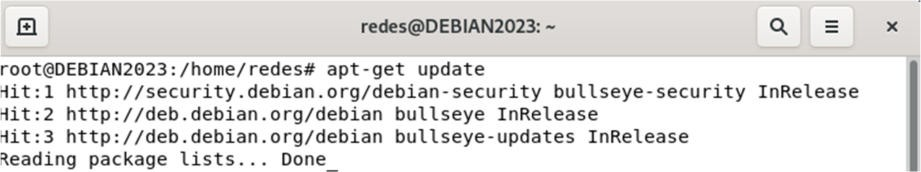 redes@DEBIAN2023: ~
root@DEBIAN2023:/home/redes# apt-get update
Hit:1 http://security.debian.org/debian-security bullseye-security InRelease
Hit:2 http://deb.debian.org/debian bullseye InRelease
Hit:3 http://deb.debian.org/debian bullseye-updates InRelease
Reading package lists... Done